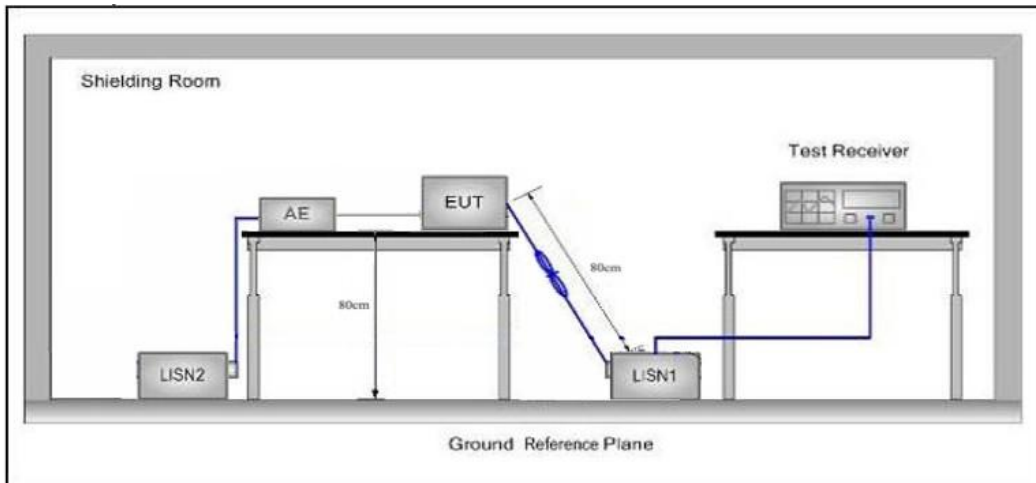 Shielding Room
Test Receiver
AE
EUT
80cm
80cm
LISN2
LISN1
Ground Reference Plane